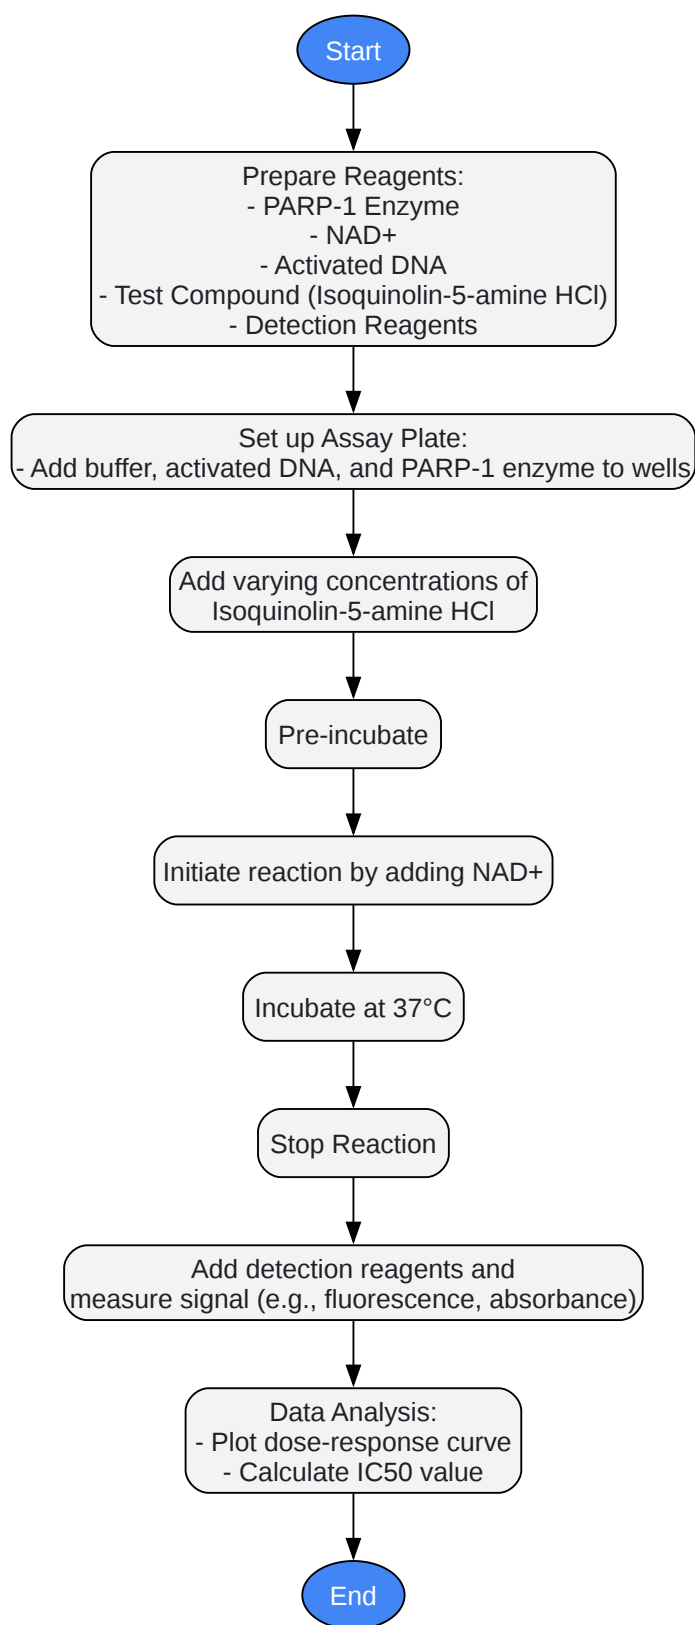 Start
Prepare Reagents:
- PARP-1 Enzyme
- NAD+
- Activated DNA
- Test Compound (Isoquinolin-5-amine HCl)
- Detection Reagents
Set up Assay Plate:
- Add buffer, activated DNA, and PARP-1 enzyme to wells
Add varying concentrations of
Isoquinolin-5-amine HCl
Pre-incubate
Initiate reaction by adding NAD+
Incubate at 37°C
Stop Reaction
Add detection reagents and
measure signal (e.g., fluorescence, absorbance)
Data Analysis:
- Plot dose-response curve
- Calculate IC50 value
End